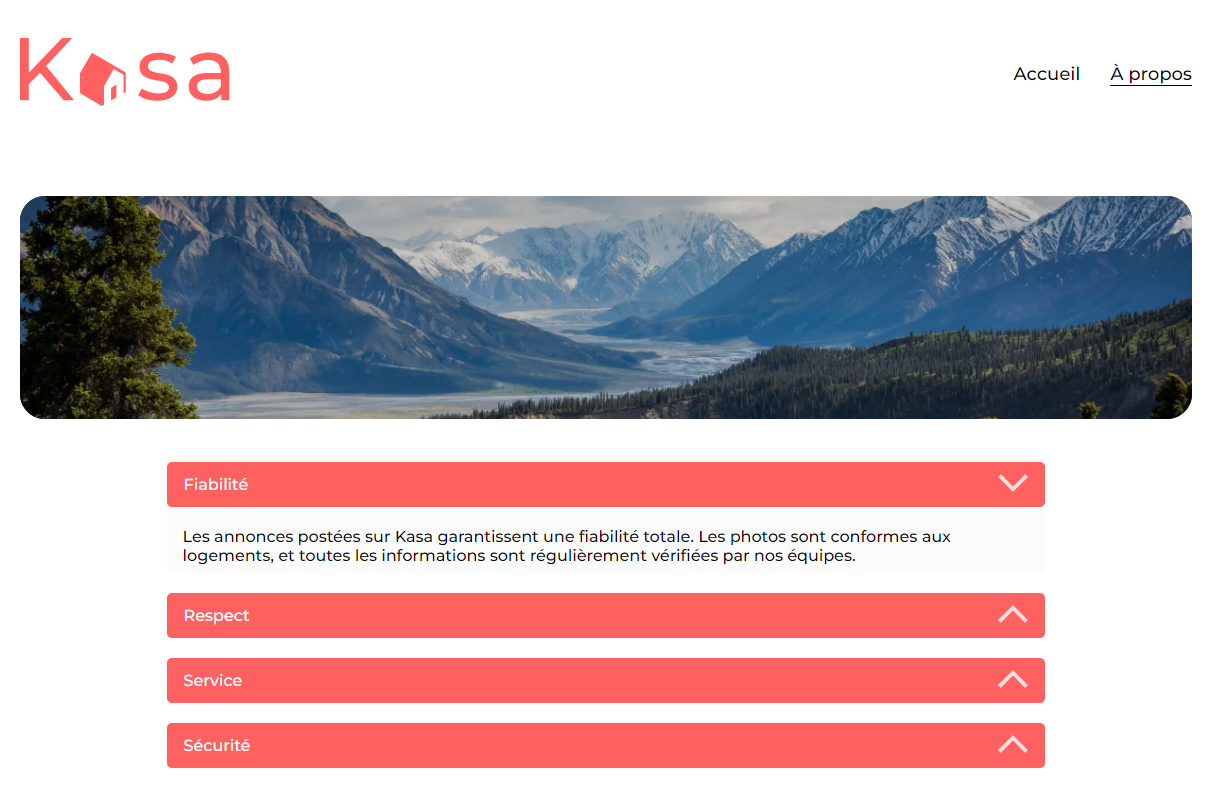 Kasa
Accueil
À propos
Fiabilité
Les annonces postées sur Kasa garantissent une fiabilité totale. Les photos sont conformes aux
logements, et toutes les informations sont régulièrement vérifiées par nos équipes.
Respect
Service
Sécurité